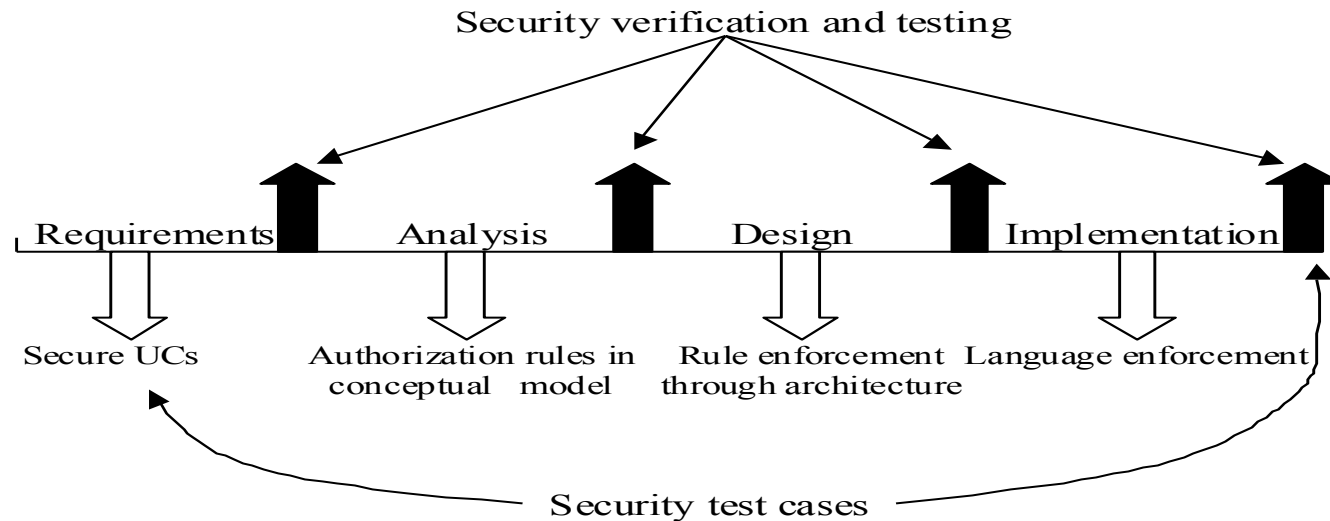 Security verification and testing
Requirements Analysis Design Implementation
Secure UCs
Authorization rules in
conceptual model
Rule enforcement
through architecture
Language enforcement
Security test cases